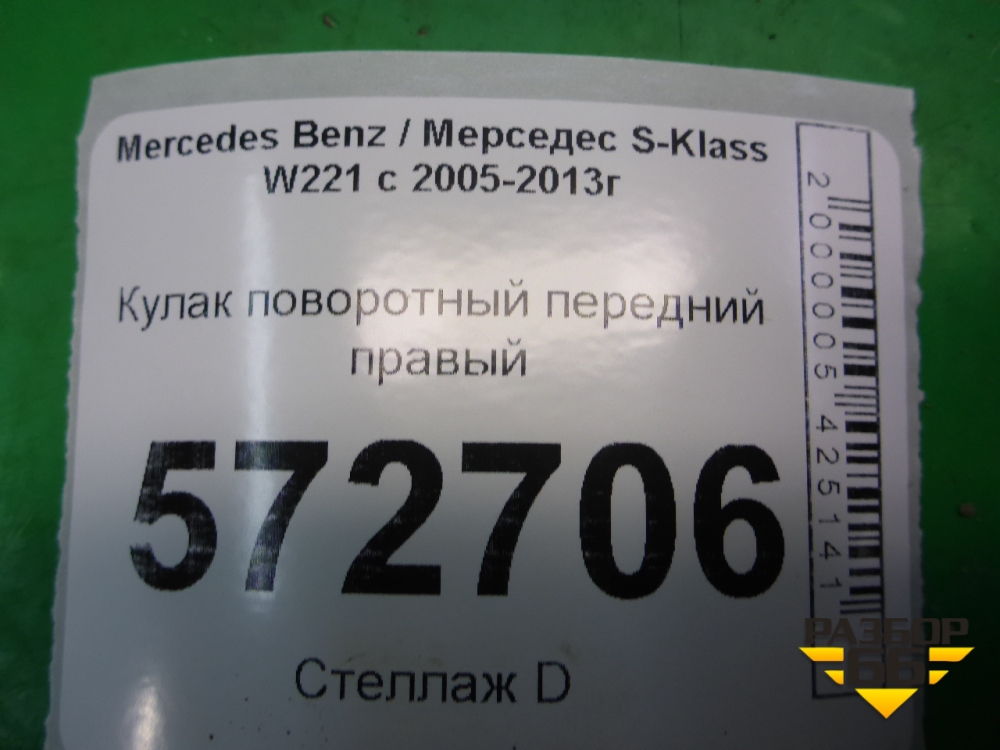 Mercedes Benz / Мерседес S-Klass
W221 с 2005-2013г
Кулак поворотный передний
правый
572706
Стеллаж D
2000005425141
РАЗБОР
66